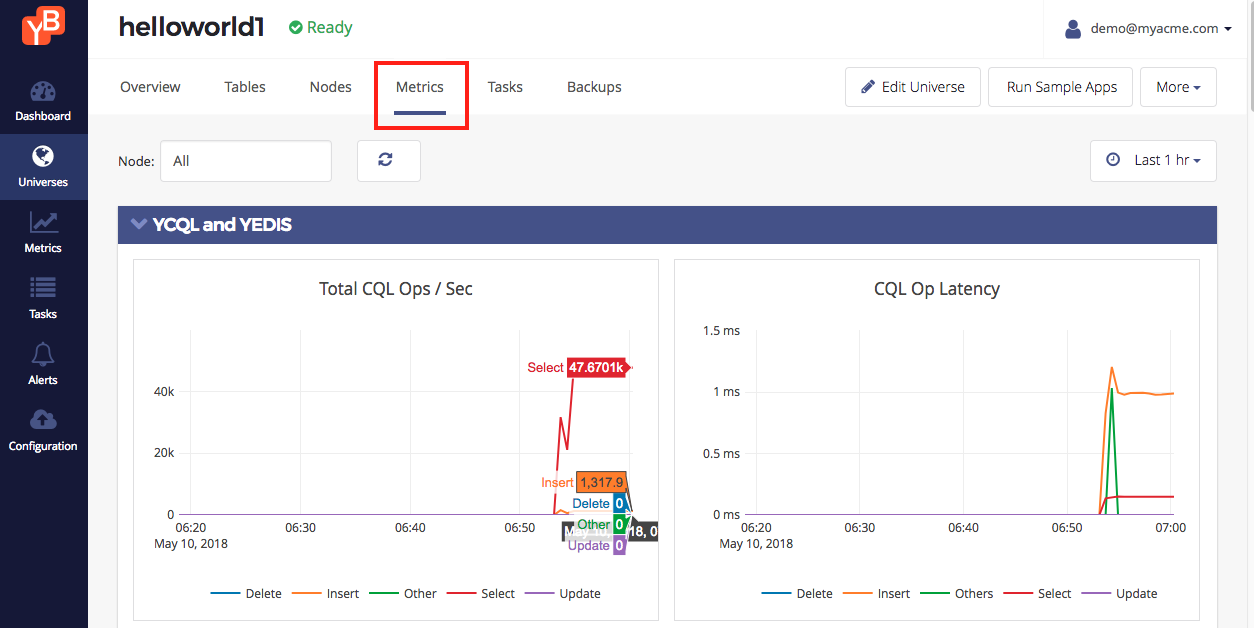 YB
helloworld1
Ready
demo@myacme.com
Dashboard
Universes
Metrics
Tasks
Alerts
Configuration
Overview
Tables
Nodes
Metrics
Tasks
Backups
Edit Universe
Run Sample Apps
More
Node:
All
Last 1 hr
YCQL and YEDIS
Total CQL Ops / Sec
40k
20k
0
Select 47.6701k
Insert 1,317.9
Delete 0
Other 0
Update 0
06:20
06:30
06:40
06:50
May 10, 2018
Delete
Insert
Other
Select
Update
CQL Op Latency
1.5 ms
1 ms
0.5 ms
0 ms
06:20
06:30
06:40
06:50
07:00
May 10, 2018
Delete
Insert
Others
Select
Update